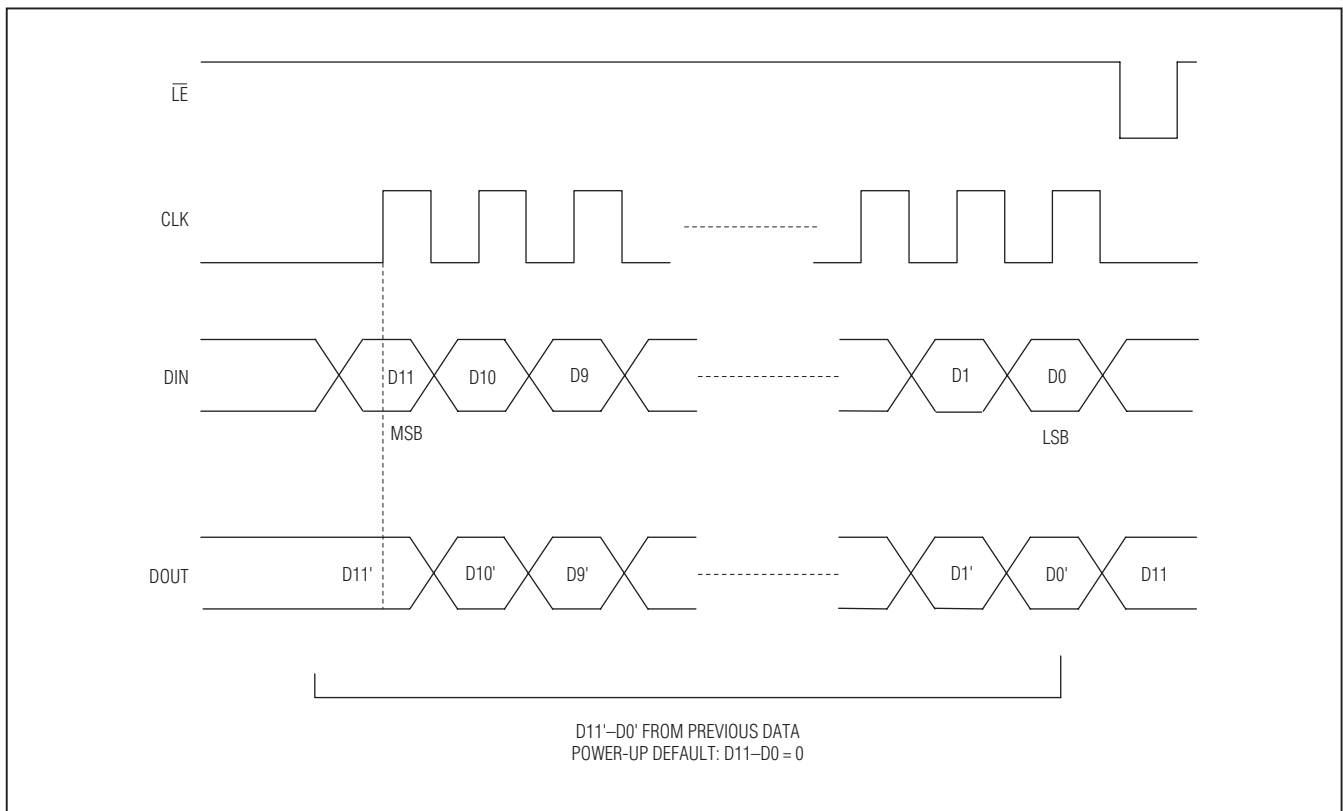 L̅E̅
CLK
DIN
D11
D10
D9
D1
D0
MSB
LSB
DOUT
D11'
D10'
D9'
D1'
D0'
D11
D11'–D0' FROM PREVIOUS DATA
POWER-UP DEFAULT: D11–D0 = 0